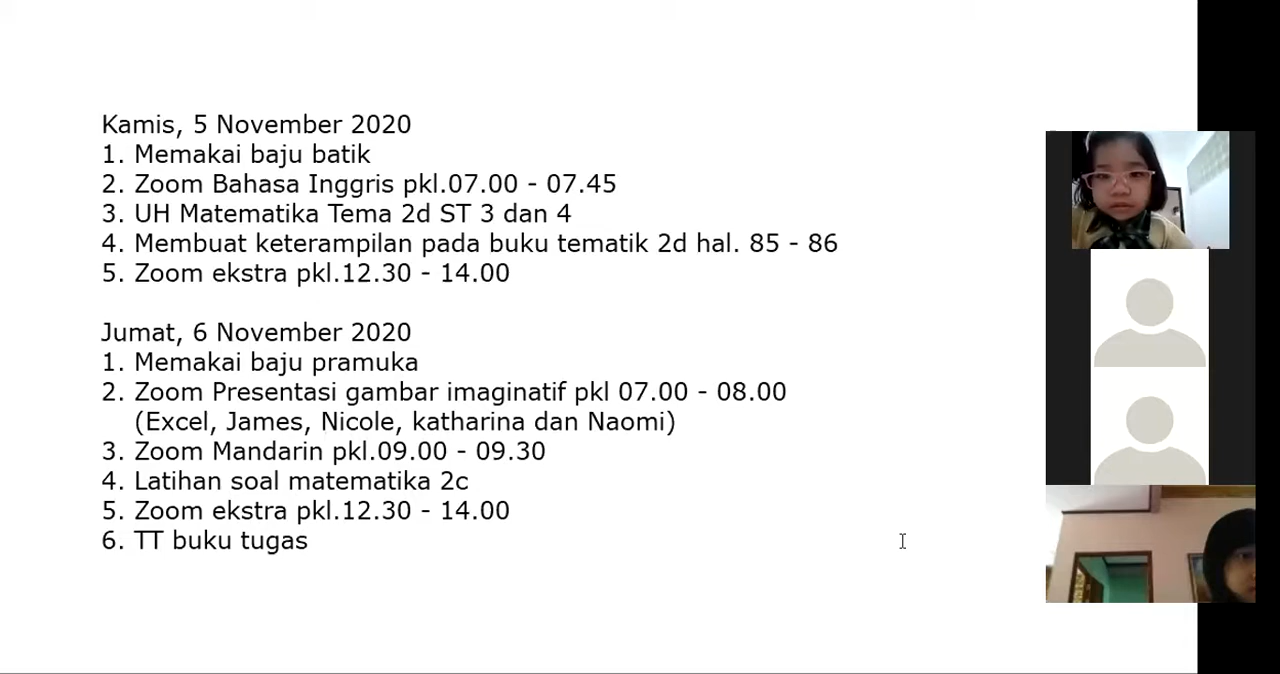 Kamis, 5 November 2020
1. Memakai baju batik
2. Zoom Bahasa Inggris pkl.07.00 - 07.45
3. UH Matematika Tema 2d ST 3 dan 4
4. Membuat keterampilan pada buku tematik 2d hal. 85 - 86
5. Zoom ekstra pkl.12.30 - 14.00
Jumat, 6 November 2020
1. Memakai baju pramuka
2. Zoom Presentasi gambar imaginatif pkl 07.00 - 08.00
(Excel, James, Nicole, katharina dan Naomi)
3. Zoom Mandarin pkl.09.00 - 09.30
4. Latihan soal matematika 2c
5. Zoom ekstra pkl.12.30 - 14.00
6. TT buku tugas